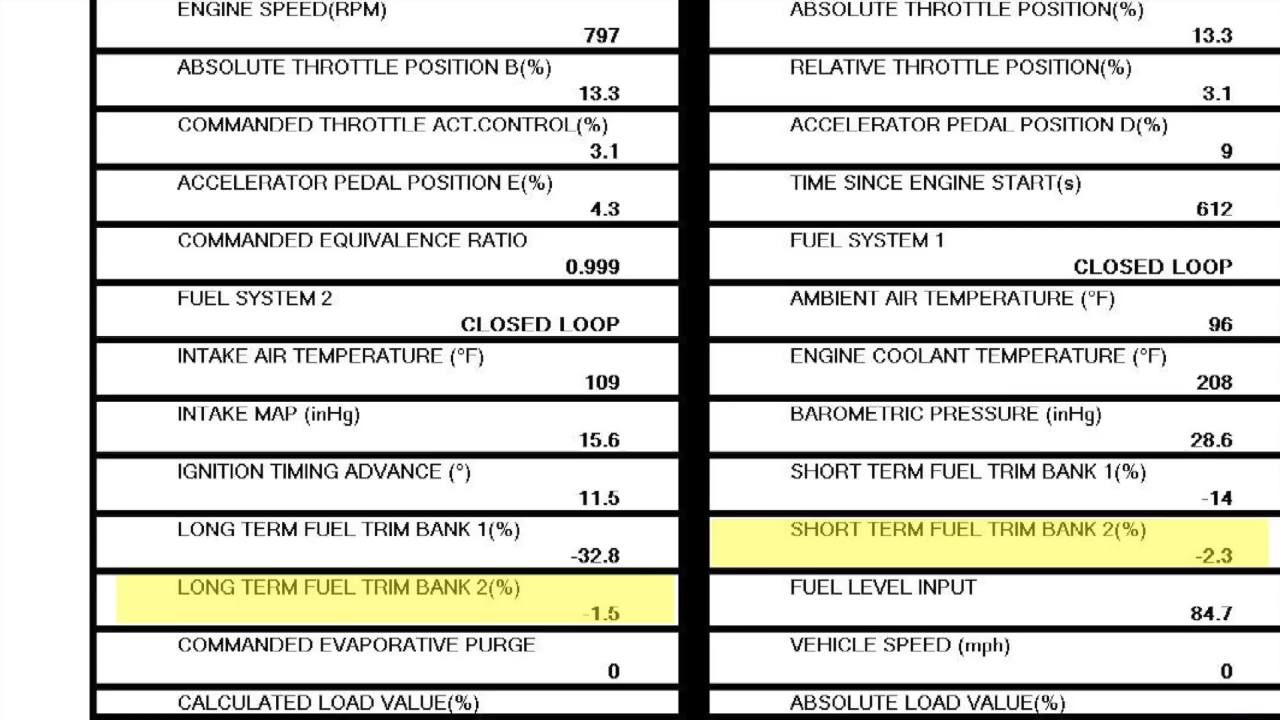 ENGINE SPEED(RPM)
797
ABSOLUTE THROTTLE POSITION(%)
13.3
ABSOLUTE THROTTLE POSITION B(%)
13.3
RELATIVE THROTTLE POSITION(%)
3.1
COMMANDED THROTTLE ACT.CONTROL(%)
3.1
ACCELERATOR PEDAL POSITION D(%)
9
ACCELERATOR PEDAL POSITION E(%)
4.3
TIME SINCE ENGINE START(s)
612
COMMANDED EQUIVALENCE RATIO
0.999
FUEL SYSTEM 1
CLOSED LOOP
FUEL SYSTEM 2
CLOSED LOOP
AMBIENT AIR TEMPERATURE (°F)
96
INTAKE AIR TEMPERATURE (°F)
109
ENGINE COOLANT TEMPERATURE (°F)
208
INTAKE MAP (inHg)
15.6
BAROMETRIC PRESSURE (inHg)
28.6
IGNITION TIMING ADVANCE (°)
11.5
SHORT TERM FUEL TRIM BANK 1(%)
-14
LONG TERM FUEL TRIM BANK 1(%)
-32.8
SHORT TERM FUEL TRIM BANK 2(%)
-2.3
LONG TERM FUEL TRIM BANK 2(%)
-1.5
FUEL LEVEL INPUT
84.7
COMMANDED EVAPORATIVE PURGE
0
VEHICLE SPEED (mph)
0
CALCULATED LOAD VALUE(%)
ABSOLUTE LOAD VALUE(%)